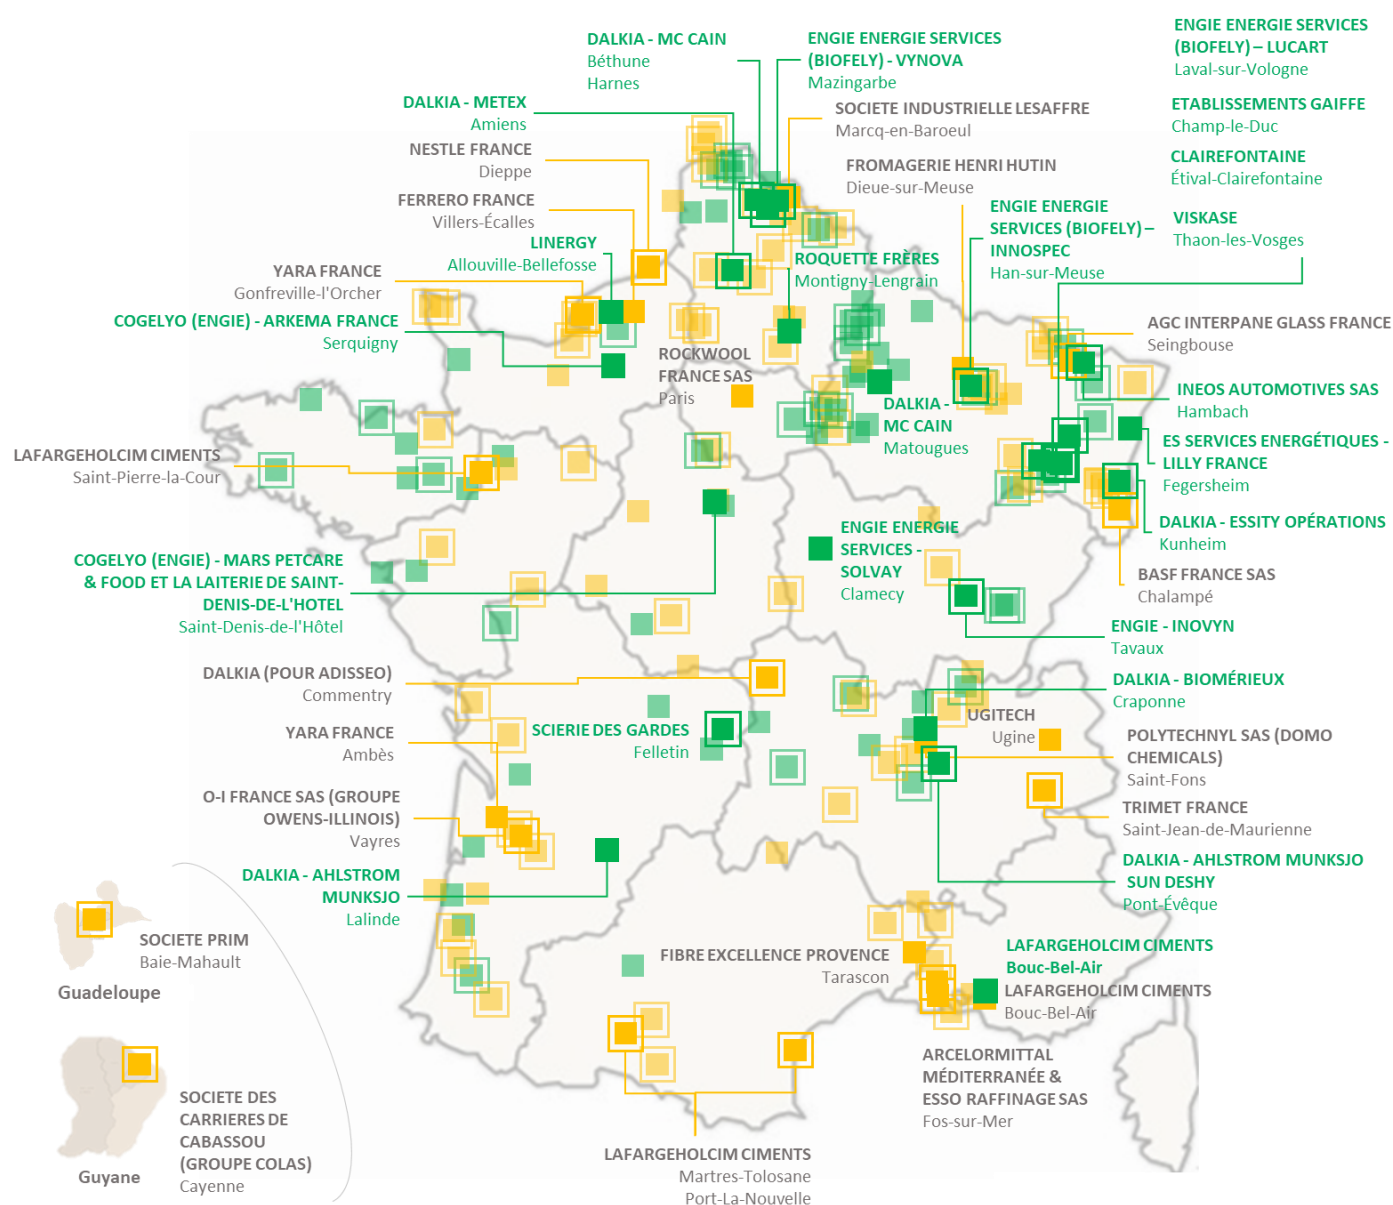 DALKIA - MC CAIN
Béthune
Harnes
ENGIE ENERGIE SERVICES
(BIOFELY) - VYNOVA
Mazingarbe
ENGIE ENERGIE SERVICES
(BIOFELY) – LUCART
Laval-sur-Vologne
DALKIA - METEX
Amiens
SOCIETE INDUSTRIELLE LESAFFRE
Marcq-en-Baroeul
ETABLISSEMENTS GAIFFE
Champ-le-Duc
NESTLE FRANCE
Dieppe
FROMAGERIE HENRI HUTIN
Dieue-sur-Meuse
CLAIREFONTAINE
Étival-Clairefontaine
FERRERO FRANCE
Villers-Écalles
ENGIE ENERGIE
SERVICES (BIOFELY) –
INNOSPEC
Han-sur-Meuse
VISKASE
Thaon-les-Vosges
LINERGY
Allouville-Bellefosse
ROQUETTE FRÈRES
Montigny-Lengrain
YARA FRANCE
Gonfreville-l'Orcher
COGELYO (ENGIE) - ARKEMA FRANCE
Serquigny
AGC INTERPANE GLASS FRANCE
Seingbouse
ROCKWOOL
FRANCE SAS
Paris
INEOS AUTOMOTIVES SAS
Hambach
DALKIA -
MC CAIN
Matougues
ES SERVICES ENERGÉTIQUES -
LILLY FRANCE
Fegersheim
LAFARGEHOLCIM CIMENTS
Saint-Pierre-la-Cour
DALKIA - ESSITY OPÉRATIONS
Kunheim
ENGIE ENERGIE
SERVICES -
SOLVAY
Clamecy
COGELYO (ENGIE) - MARS PETCARE
& FOOD ET LA LAITERIE DE SAINT-
DENIS-DE-L'HOTEL
Saint-Denis-de-l'Hôtel
BASF FRANCE SAS
Chalampé
ENGIE - INOVYN
Tavaux
DALKIA (POUR ADISSEO)
Commentry
DALKIA - BIOMÉRIEUX
Craponne
SCIERIE DES GARDES
Felletin
UGITECH
Ugine
YARA FRANCE
Ambès
POLYTECHNYL SAS (DOMO
CHEMICALS)
Saint-Fons
O-I FRANCE SAS (GROUPE
OWENS-ILLINOIS)
Vayres
TRIMET FRANCE
Saint-Jean-de-Maurienne
DALKIA - AHLSTROM
MUNKSJO
Lalinde
DALKIA - AHLSTROM MUNKSJO
SUN DESHY
Pont-Évêque
SOCIETE PRIM
Baie-Mahault
Guadeloupe
FIBRE EXCELLENCE PROVENCE
Tarascon
LAFARGEHOLCIM CIMENTS
Bouc-Bel-Air
LAFARGEHOLCIM CIMENTS
Bouc-Bel-Air
ARCELORMITTAL
MÉDITERRANÉE &
ESSO RAFFINAGE SAS
Fos-sur-Mer
SOCIETE DES
CARRIERES DE
CABASSOU
(GROUPE COLAS)
Cayenne
Guyane
LAFARGEHOLCIM CIMENTS
Martres-Tolosane
Port-La-Nouvelle